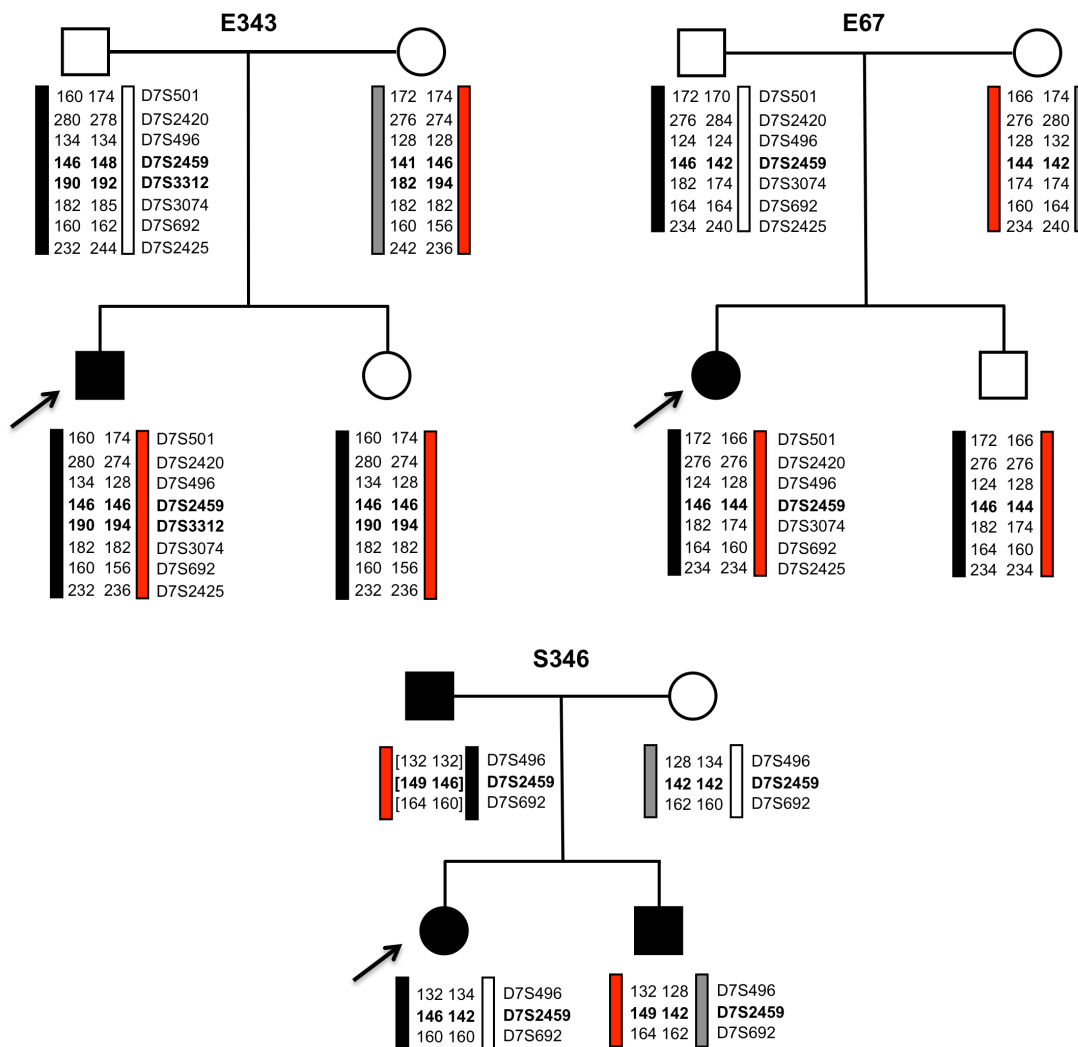 E343
160 174 D7S501
280 278 D7S2420
134 134 D7S496
146 148 D7S2459
190 192 D7S3312
182 185 D7S3074
160 162 D7S692
232 244 D7S2425
172 174
276 274
128 128
141 146
182 194
182 182
160 156
242 236
160 174 D7S501
280 274 D7S2420
134 128 D7S496
146 146 D7S2459
190 194 D7S3312
182 182 D7S3074
160 156 D7S692
232 236 D7S2425
160 174
280 274
134 128
146 146
190 194
182 182
160 156
232 236
E67
172 170 D7S501
276 284 D7S2420
124 124 D7S496
146 142 D7S2459
182 174 D7S3074
164 164 D7S692
234 240 D7S2425
166 174
276 280
128 132
144 142
174 174
160 164
234 240
172 166 D7S501
276 276 D7S2420
124 128 D7S496
146 144 D7S2459
182 174 D7S3074
164 160 D7S692
234 234 D7S2425
172 166
276 276
124 128
146 144
182 174
164 160
234 234
S346
[132 132] D7S496
[149 146] D7S2459
[164 160] D7S692
128 134 D7S496
142 142 D7S2459
162 160 D7S692
132 134 D7S496
146 142 D7S2459
160 160 D7S692
132 128 D7S496
149 142 D7S2459
164 162 D7S692